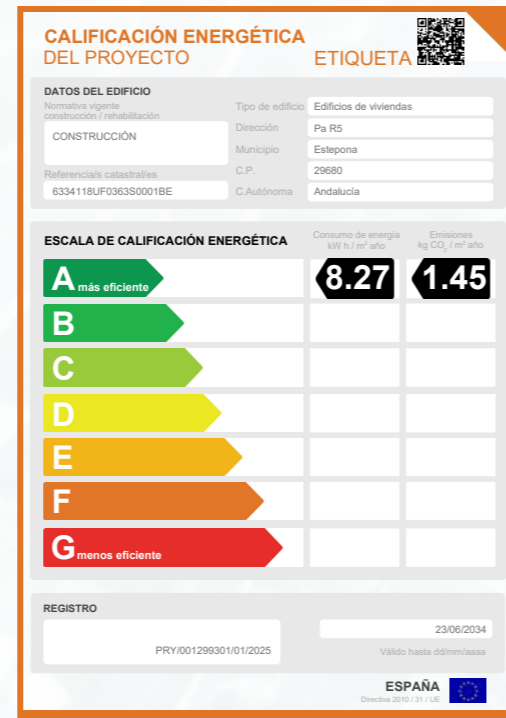 CALIFICACIÓN ENERGÉTICA
DEL PROYECTO
ETIQUETA
DATOS DEL EDIFICIO
Normativa vigente
construcción / rehabilitación
CONSTRUCCIÓN
Referencia/s catastral/es
6334118UF0363S0001BE
Tipo de edificio Edificios de viviendas
Dirección Pa R5
Municipio Estepona
C.P. 29680
C.Autónoma Andalucía
ESCALA DE CALIFICACIÓN ENERGÉTICA
Consumo de energía
kW h / m² año
Emisiones
kg CO₂ / m² año
A más eficiente 8.27 1.45
B
C
D
E
F
G menos eficiente
REGISTRO
PRY/001299301/01/2025
23/06/2034
Válido hasta dd/mm/aaaa
ESPAÑA
Directiva 2010 / 31 / UE